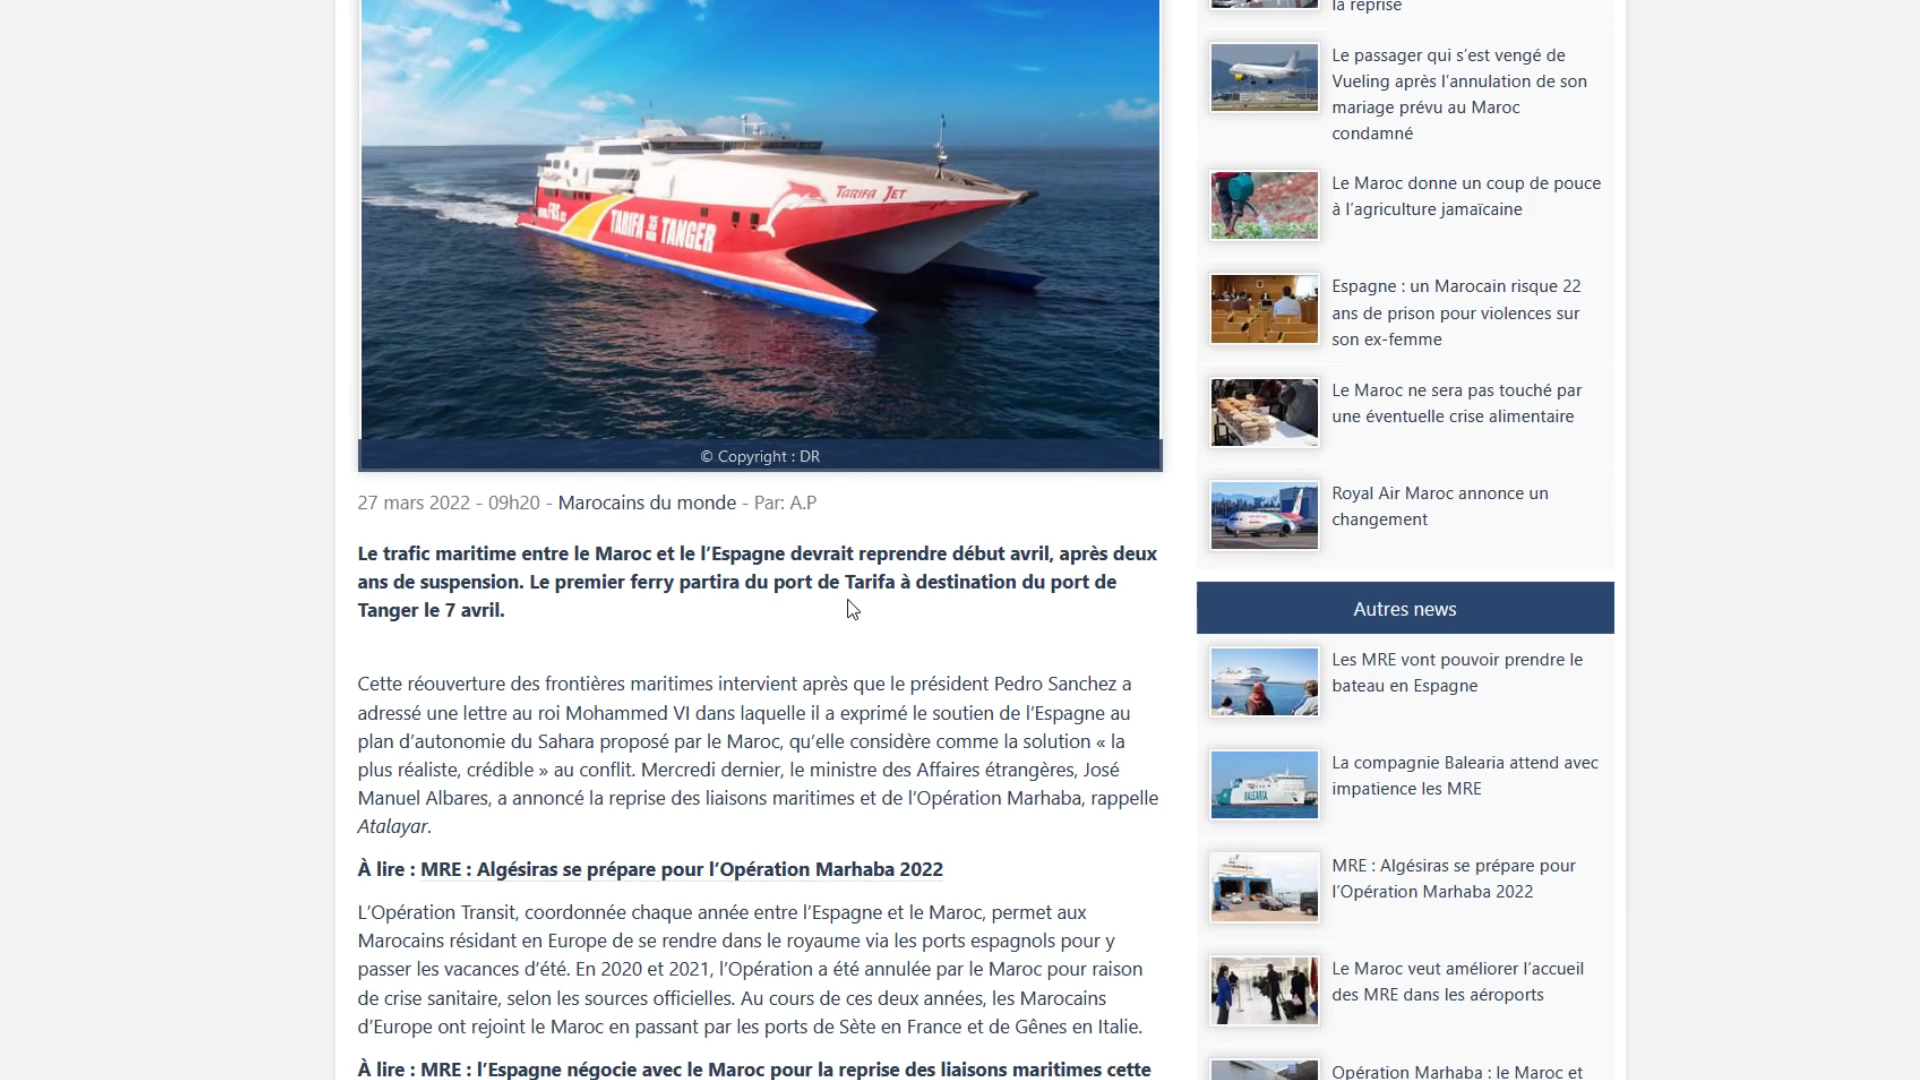 TARIFA JET
TARIFA TANGER
© Copyright : DR
27 mars 2022 - 09h20 - Marocains du monde - Par: A.P
Le trafic maritime entre le Maroc et le l’Espagne devrait reprendre début avril, après deux
ans de suspension. Le premier ferry partira du port de Tarifa à destination du port de
Tanger le 7 avril.
Cette réouverture des frontières maritimes intervient après que le président Pedro Sanchez a
adressé une lettre au roi Mohammed VI dans laquelle il a exprimé le soutien de l’Espagne au
plan d’autonomie du Sahara proposé par le Maroc, qu’elle considère comme la solution « la
plus réaliste, crédible » au conflit. Mercredi dernier, le ministre des Affaires étrangères, José
Manuel Albares, a annoncé la reprise des liaisons maritimes et de l’Opération Marhaba, rappelle
Atalayar.
À lire : MRE : Algésiras se prépare pour l’Opération Marhaba 2022
L’Opération Transit, coordonnée chaque année entre l’Espagne et le Maroc, permet aux
Marocains résidant en Europe de se rendre dans le royaume via les ports espagnols pour y
passer les vacances d’été. En 2020 et 2021, l’Opération a été annulée par le Maroc pour raison
de crise sanitaire, selon les sources officielles. Au cours de ces deux années, les Marocains
d’Europe ont rejoint le Maroc en passant par les ports de Sète en France et de Gênes en Italie.
À lire : MRE : l’Espagne négocie avec le Maroc pour la reprise des liaisons maritimes cette
la reprise
Le passager qui s’est vengé de
Vueling après l’annulation de son
mariage prévu au Maroc
condamné
Le Maroc donne un coup de pouce
à l’agriculture jamaïcaine
Espagne : un Marocain risque 22
ans de prison pour violences sur
son ex-femme
Le Maroc ne sera pas touché par
une éventuelle crise alimentaire
Royal Air Maroc annonce un
changement
Autres news
Les MRE vont pouvoir prendre le
bateau en Espagne
La compagnie Balearia attend avec
impatience les MRE
BALEARIA
MRE : Algésiras se prépare pour
l’Opération Marhaba 2022
Le Maroc veut améliorer l’accueil
des MRE dans les aéroports
Opération Marhaba : le Maroc et